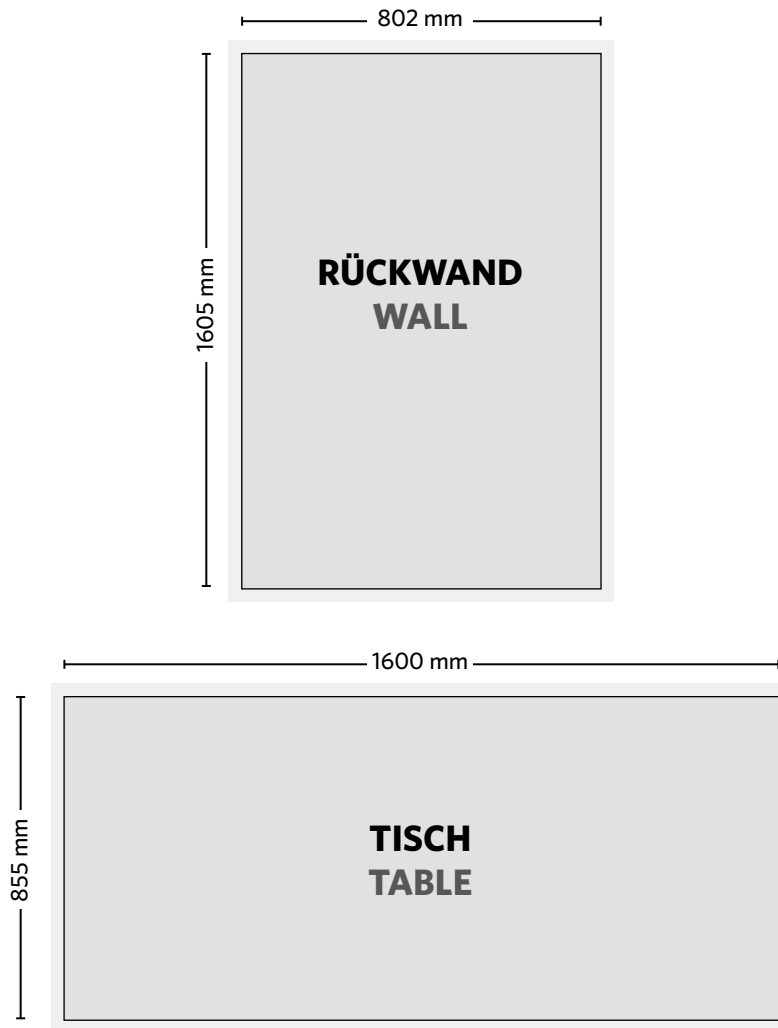 802 mm
1605 mm
RÜCKWAND
WALL
1600 mm
855 mm
TISCH
TABLE